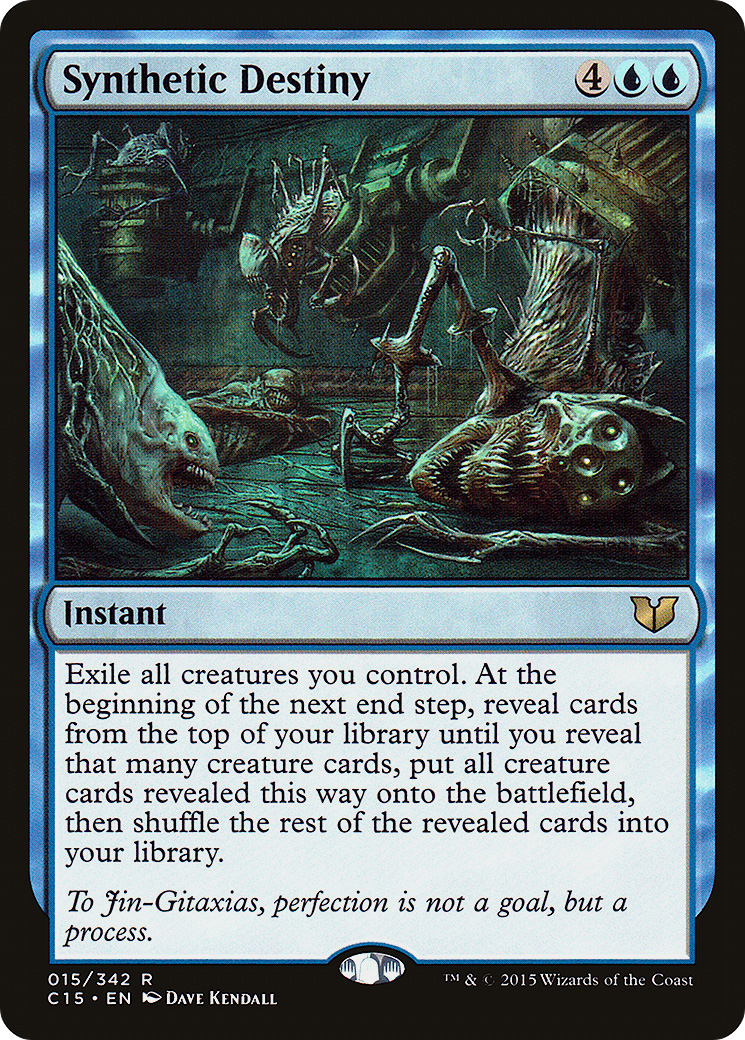 Synthetic Destiny 4
Instant
Exile all creatures you control. At the
beginning of the next end step, reveal cards
from the top of your library until you reveal
that many creature cards, put all creature
cards revealed this way onto the battlefield,
then shuffle the rest of the revealed cards into
your library.
To Jin-Gitaxias, perfection is not a goal, but a
process.
015/342 R
C15 • EN Dave Kendall
™ & © 2015 Wizards of the Coast